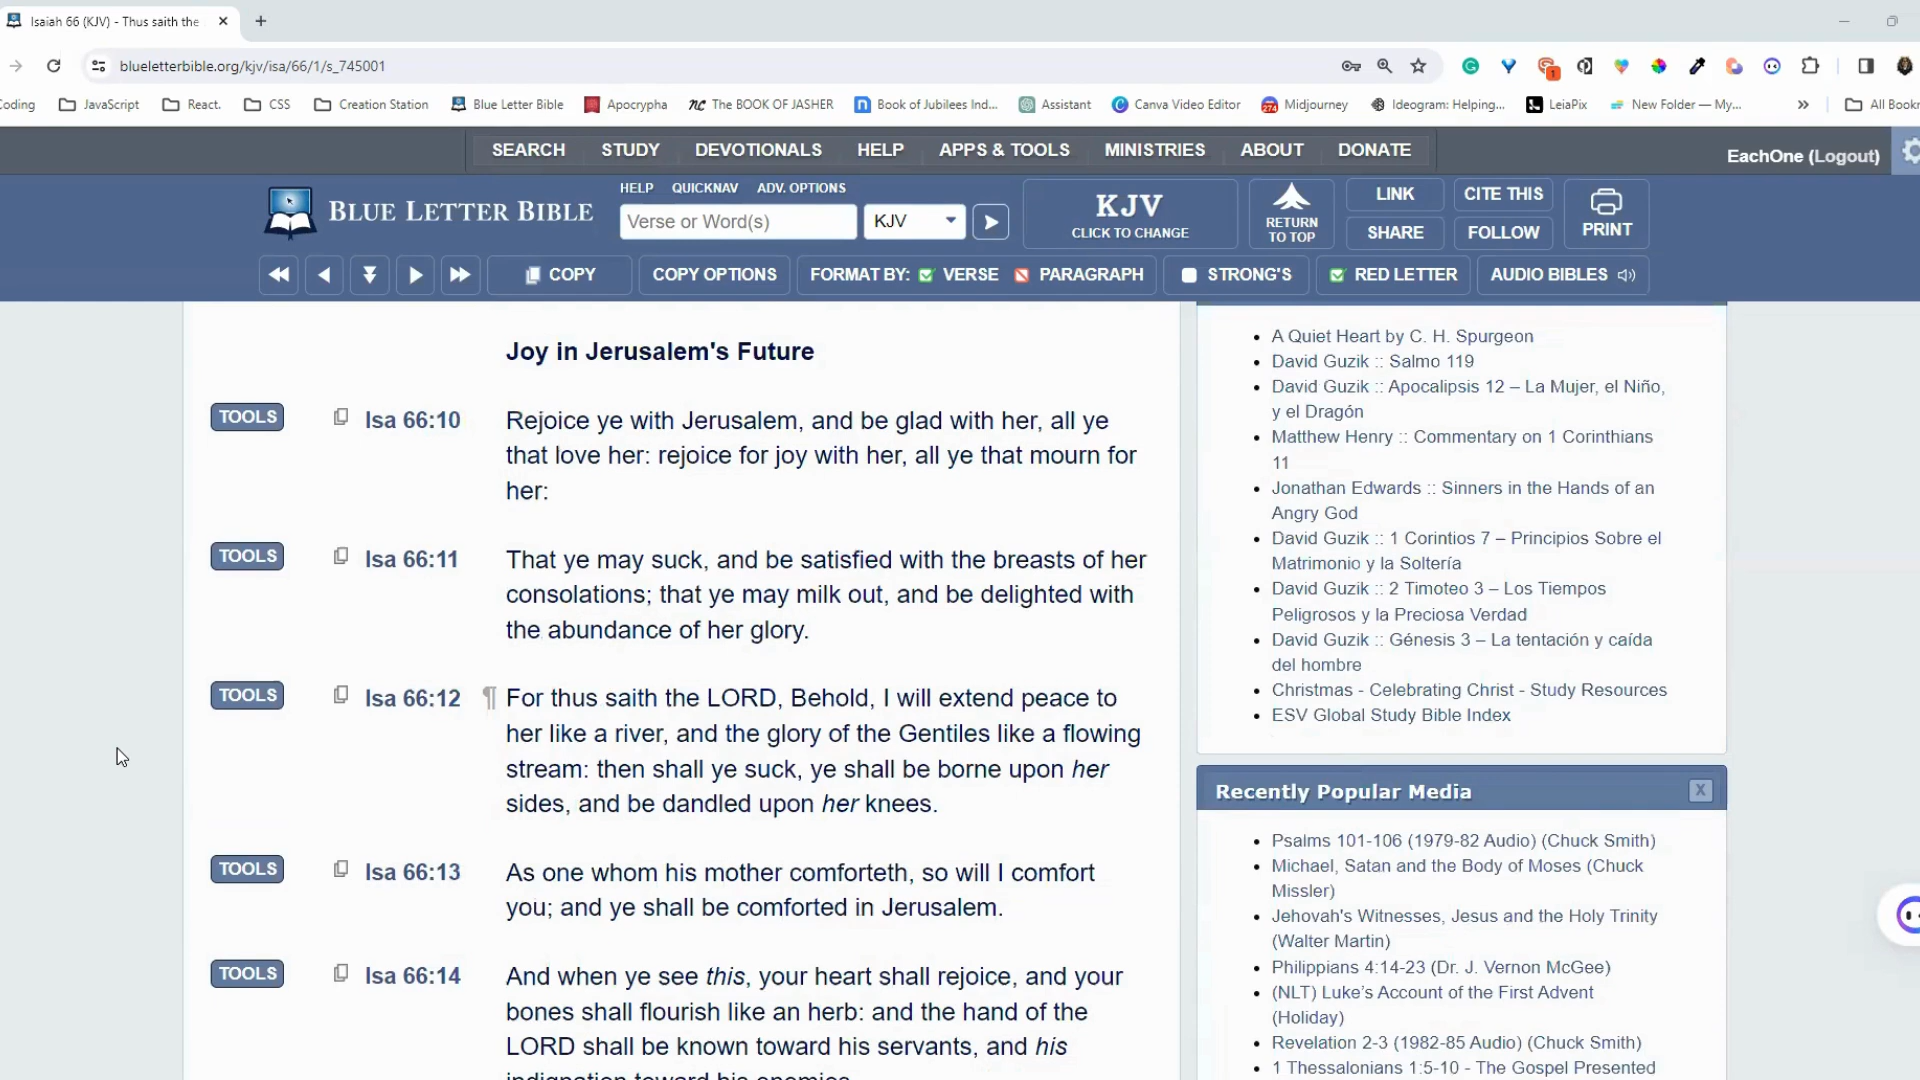 Isaiah 66 (KJV) - Thus saith the
blueletterbible.org/kjv/isa/66/1/s_745001
1
Coding JavaScript React. CSS Creation Station Blue Letter Bible Apocrypha JC The BOOK OF JASHER n Book of Jubilees Ind... Assistant Canva Video Editor 274 Midjourney Ideogram: Helping... LeiaPix New Folder — My... » All Bookr
SEARCH STUDY DEVOTIONALS HELP APPS & TOOLS MINISTRIES ABOUT DONATE
EachOne (Logout)
HELP QUICKNAV ADV. OPTIONS
BLUE LETTER BIBLE
Verse or Word(s) KJV
KJV
CLICK TO CHANGE
RETURN
TO TOP
LINK CITE THIS
SHARE FOLLOW
PRINT
COPY COPY OPTIONS FORMAT BY: VERSE PARAGRAPH STRONG'S RED LETTER AUDIO BIBLES
Joy in Jerusalem's Future
TOOLS Isa 66:10 Rejoice ye with Jerusalem, and be glad with her, all ye
that love her: rejoice for joy with her, all ye that mourn for
her:
TOOLS Isa 66:11 That ye may suck, and be satisfied with the breasts of her
consolations; that ye may milk out, and be delighted with
the abundance of her glory.
TOOLS Isa 66:12 ¶ For thus saith the LORD, Behold, I will extend peace to
her like a river, and the glory of the Gentiles like a flowing
stream: then shall ye suck, ye shall be borne upon her
sides, and be dandled upon her knees.
TOOLS Isa 66:13 As one whom his mother comforteth, so will I comfort
you; and ye shall be comforted in Jerusalem.
TOOLS Isa 66:14 And when ye see this, your heart shall rejoice, and your
bones shall flourish like an herb: and the hand of the
LORD shall be known toward his servants, and his
indignation toward his enemies.
A Quiet Heart by C. H. Spurgeon
David Guzik :: Salmo 119
David Guzik :: Apocalipsis 12 – La Mujer, el Niño,
y el Dragón
Matthew Henry :: Commentary on 1 Corinthians
11
Jonathan Edwards :: Sinners in the Hands of an
Angry God
David Guzik :: 1 Corintios 7 – Principios Sobre el
Matrimonio y la Soltería
David Guzik :: 2 Timoteo 3 – Los Tiempos
Peligrosos y la Preciosa Verdad
David Guzik :: Génesis 3 – La tentación y caída
del hombre
Christmas - Celebrating Christ - Study Resources
ESV Global Study Bible Index
Recently Popular Media X
Psalms 101-106 (1979-82 Audio) (Chuck Smith)
Michael, Satan and the Body of Moses (Chuck
Missler)
Jehovah's Witnesses, Jesus and the Holy Trinity
(Walter Martin)
Philippians 4:14-23 (Dr. J. Vernon McGee)
(NLT) Luke's Account of the First Advent
(Holiday)
Revelation 2-3 (1982-85 Audio) (Chuck Smith)
1 Thessalonians 1:5-10 - The Gospel Presented